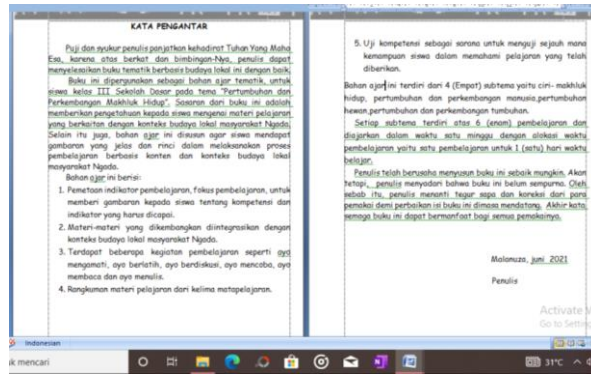 KATA PENGANTAR
Puji dan syukur penulis panjatkan kehadirat Tuhan Yang Maha
Esa, karena atas berkat dan bimbingan-Nya, penulis dapat
menyelesaikan buku tematik berbasis budaya lokal ini dengan baik.
Buku ini dipergunakan sebagai bahan ajar tematik, untuk
siswa kelas III Sekolah Dasar pada tema "Pertumbuhan dan
Perkembangan Makhluk Hidup". Sasaran dari buku ini adalah
memberikan pengetahuan kepada siswa mengenai materi pelajaran
yang berkaitan dengan konteks budaya lokal masyarakat Ngada.
Selain itu juga, bahan ajar ini disusun agar siswa mendapat
gambaran yang jelas dan rinci dalam melaksanakan proses
pembelajaran berbasis konten dan konteks budaya lokal
masyarakat Ngada.
Bahan ajar ini berisi:
1. Pemetaan indikator pembelajaran, fokus pembelajaran, untuk
memberi gambaran kepada siswa tentang kompetensi dan
indikator yang harus dicapai.
2. Materi-materi yang dikembangkan diintegrasikan dengan
konteks budaya lokal masyarakat Ngada.
3. Terdapat beberapa kegiatan pembelajaran seperti ayo
mengamati, ayo berlatih, ayo berdiskusi, ayo mencoba, ayo
membaca dan ayo menulis.
4. Rangkuman materi pelajaran dari kelima matapelajaran.
5. Uji kompetensi sebagai sarana untuk menguji sejauh mana
kemampuan siswa dalam memahami pelajaran yang telah
diberikan.
Bahan ajar ini terdiri dari 4 (Empat) subtema yaitu ciri- makhluk
hidup, pertumbuhan dan perkembangan manusia,pertumbuhan
hewan,pertumbuhan dan perkembangan tumbuhan.
Setiap subtema terdiri atas 6 (enam) pembelajaran dan
diajarkan dalam waktu satu minggu dengan alokasi waktu
pembelajaran yaitu satu pembelajaran untuk 1 (satu) hari waktu
belajar.
Penulis telah berusaha menyusun buku ini sebaik mungkin. Akan
tetapi, penulis menyadari bahwa buku ini belum sempurna. Oleh
sebab itu, penulis menanti tegur sapa dan koreksi dari para
pemakai demi perbaikan isi buku ini dimasa mendatang. Akhir kata,
semoga buku ini dapat bermanfaat bagi semua pemakainya.
Malanuza, juni 2021
Penulis
Activate
Go to Setting
Indonesian
mencari
31°C